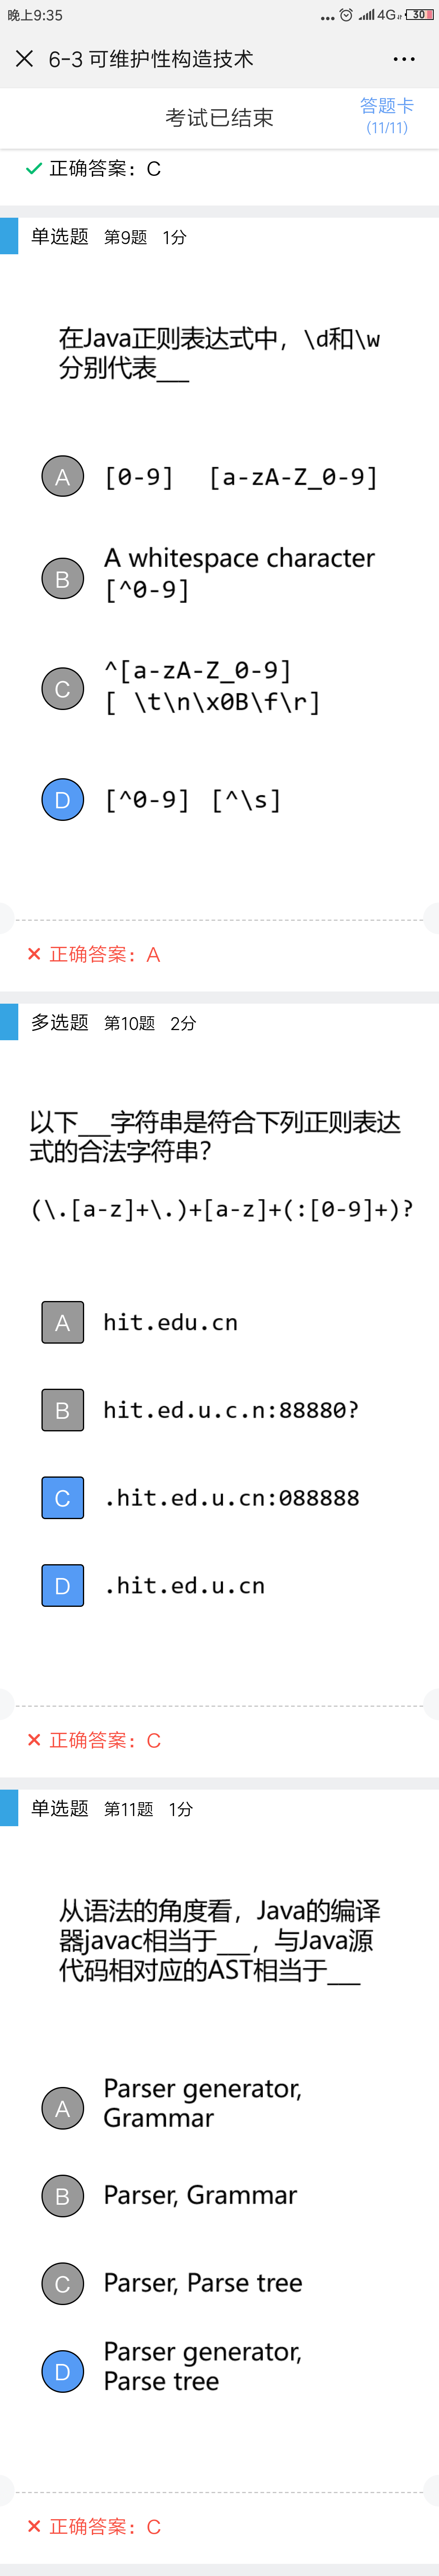 晚上9:35
4G
30
6-3 可维护性构造技术
考试已结束
答题卡
(11/11)
正确答案：C
单选题 第9题 1分
在Java正则表达式中，\d和\w
分别代表___
A [0-9] [a-zA-Z_0-9]
B A whitespace character
[^0-9]
C ^[a-zA-Z_0-9]
[ \t\n\x0B\f\r]
D [^0-9] [^\s]
正确答案：A
多选题 第10题 2分
以下___字符串是符合下列正则表达
式的合法字符串？
(\.[a-z]+\.)+[a-z]+(:[0-9]+)?
A hit.edu.cn
B hit.ed.u.c.n:88880?
C .hit.ed.u.cn:088888
D .hit.ed.u.cn
正确答案：C
单选题 第11题 1分
从语法的角度看，Java的编译
器javac相当于___，与Java源
代码相对应的AST相当于___
A Parser generator,
Grammar
B Parser, Grammar
C Parser, Parse tree
D Parser generator,
Parse tree
正确答案：C